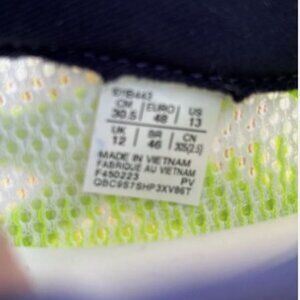 CM EURO US
30.5 48 13
UK BR CN
12 46 305(2.5)
MADE IN VIETNAM
FABRIQUE AU VIETNAM
F450223 PV
QBC9S7SHP3XV86T